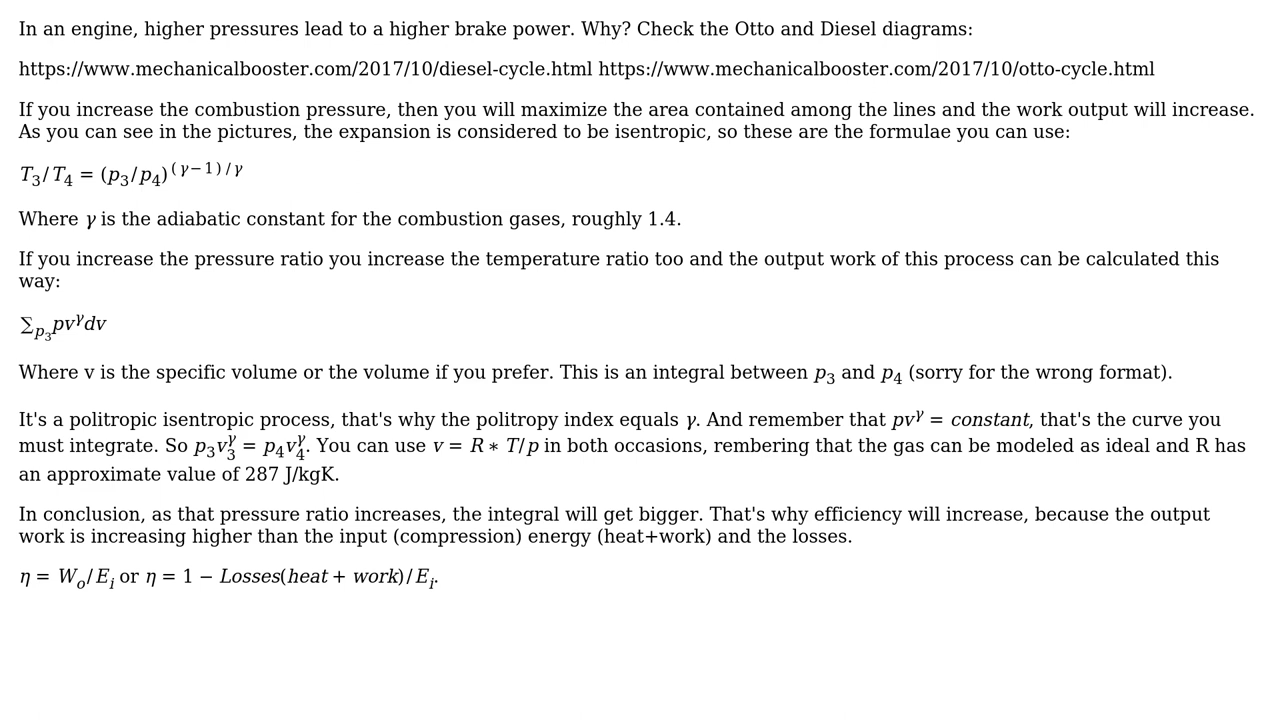 In an engine, higher pressures lead to a higher brake power. Why? Check the Otto and Diesel diagrams:
https://www.mechanicalbooster.com/2017/10/diesel-cycle.html https://www.mechanicalbooster.com/2017/10/otto-cycle.html
If you increase the combustion pressure, then you will maximize the area contained among the lines and the work output will increase.
As you can see in the pictures, the expansion is considered to be isentropic, so these are the formulae you can use:
T₃/T₄ = (p₃/p₄)^(γ−1)/γ
Where γ is the adiabatic constant for the combustion gases, roughly 1.4.
If you increase the pressure ratio you increase the temperature ratio too and the output work of this process can be calculated this
way:
∑_p₃ pv^γ dv
Where v is the specific volume or the volume if you prefer. This is an integral between p₃ and p₄ (sorry for the wrong format).
It's a politropic isentropic process, that's why the politropy index equals γ. And remember that pv^γ = constant, that's the curve you
must integrate. So p₃v₃^γ = p₄v₄^γ. You can use v = R * T/p in both occasions, rembering that the gas can be modeled as ideal and R has
an approximate value of 287 J/kgK.
In conclusion, as that pressure ratio increases, the integral will get bigger. That's why efficiency will increase, because the output
work is increasing higher than the input (compression) energy (heat+work) and the losses.
η = W_o/E_i or η = 1 − Losses(heat + work)/E_i.